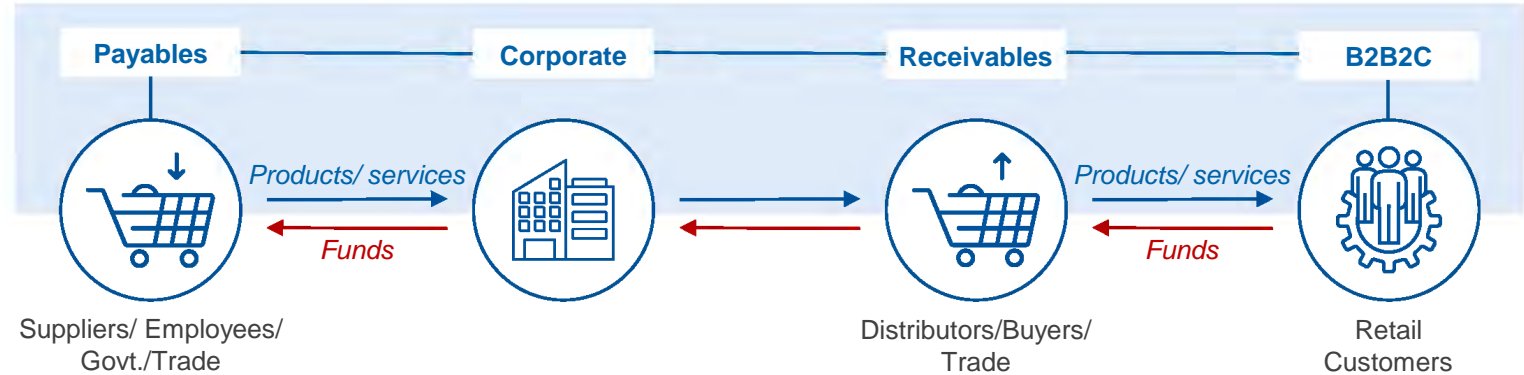 Payables
Corporate
Receivables
B2B2C
Products/ services
Products/ services
Funds
Funds
Suppliers/ Employees/
Govt./Trade
Distributors/Buyers/
Trade
Retail
Customers